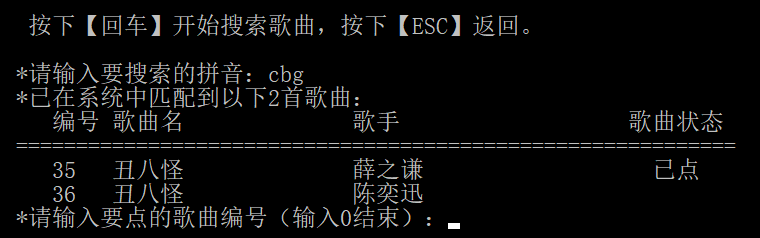 按下【回车】开始搜索歌曲，按下【ESC】返回。
*请输入要搜索的拼音：cbg
*已在系统中匹配到以下2首歌曲：
编号 歌曲名 歌手 歌曲状态
============================================================
35 丑八怪 薛之谦 已点
36 丑八怪 陈奕迅
*请输入要点的歌曲编号（输入0结束）：